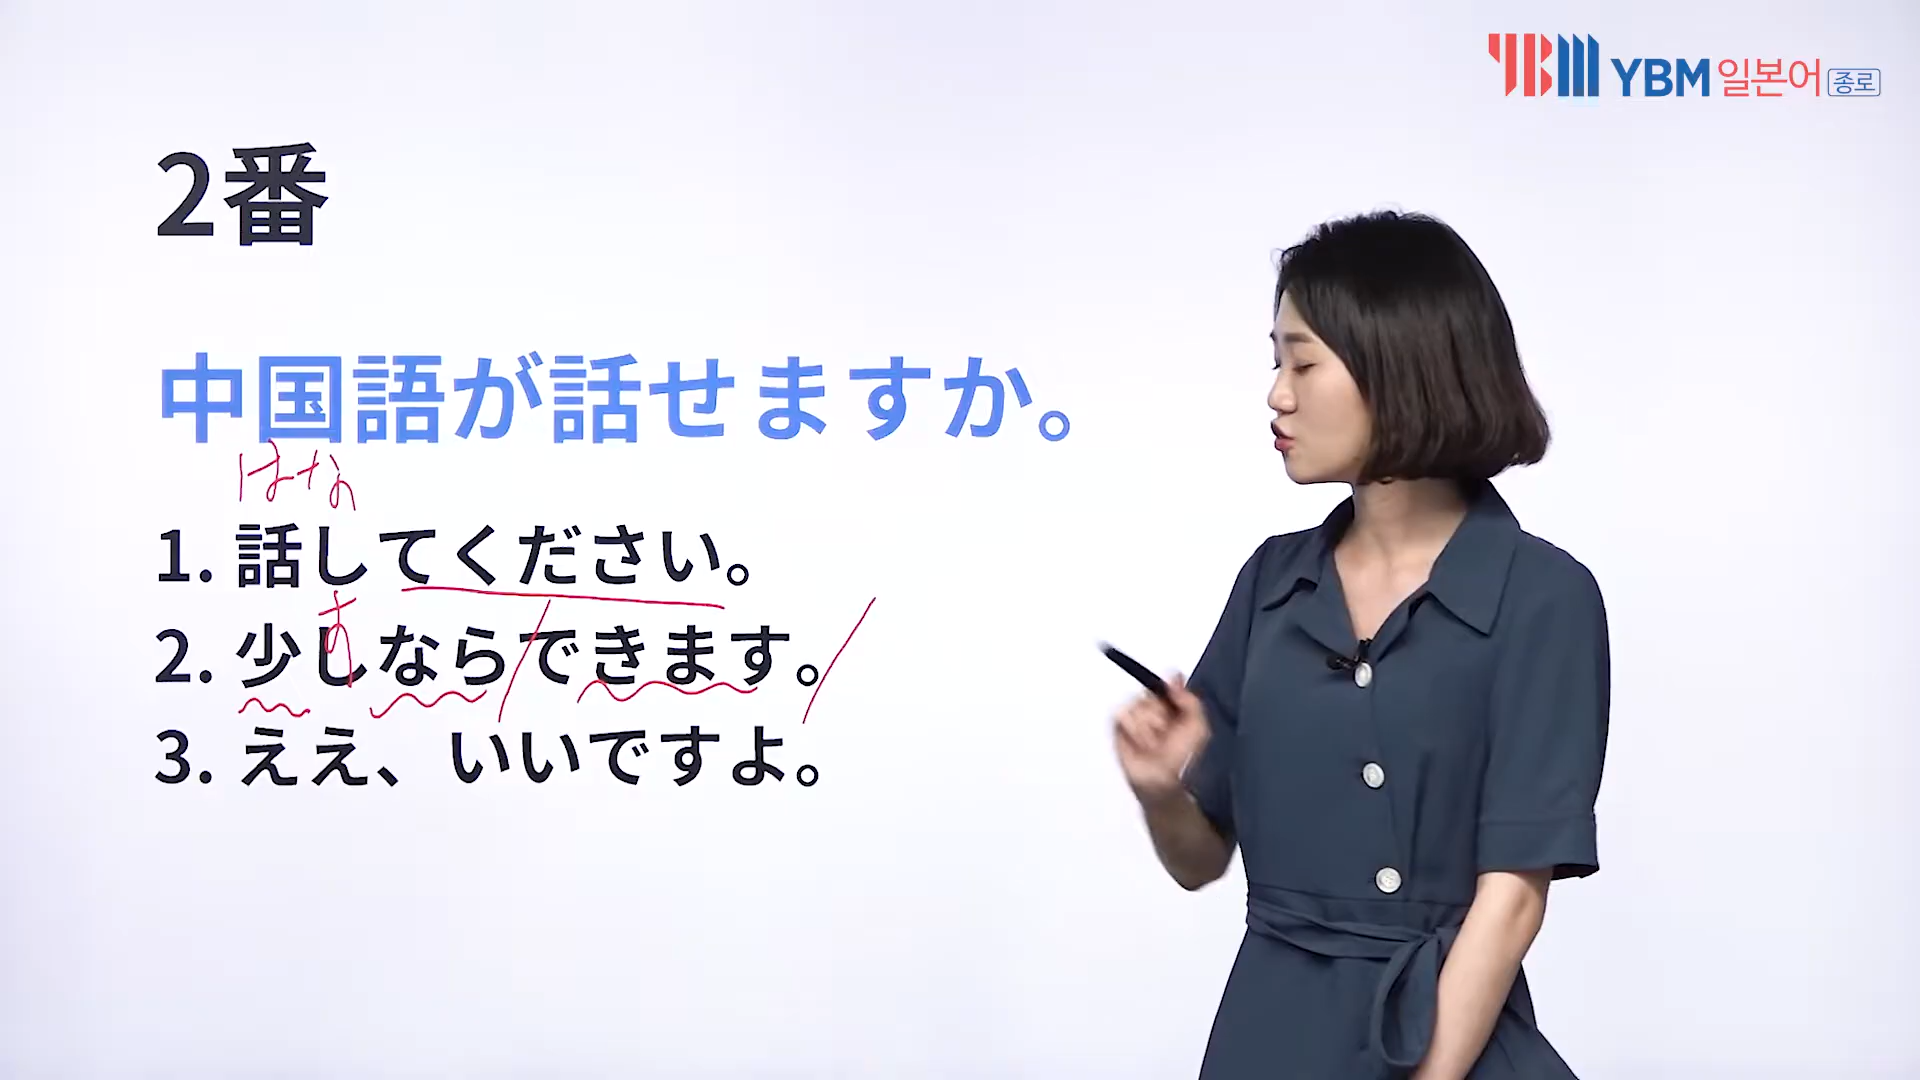 YBM 일본어 종로
2番
中国語が話せますか。
はな
1. 話してください。
す
2. 少しならできます。
3. ええ、いいですよ。